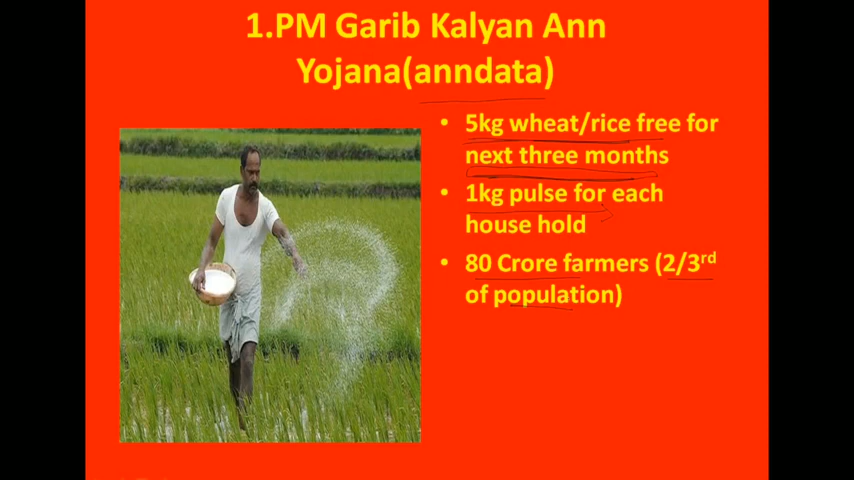 1.PM Garib Kalyan Ann
Yojana(anndata)
• 5kg wheat/rice free for
next three months
• 1kg pulse for each
house hold
• 80 Crore farmers (2/3rd
of population)